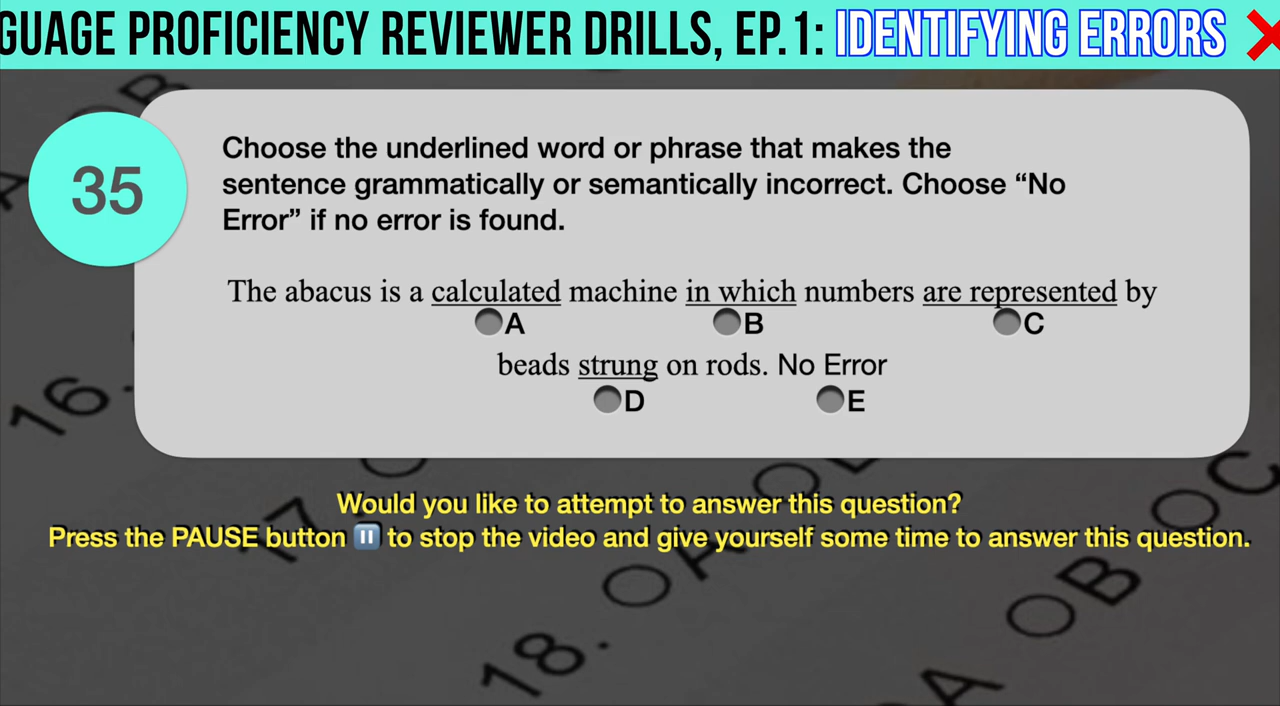 GUAGE PROFICIENCY REVIEWER DRILLS, EP.1: IDENTIFYING ERRORS
35
Choose the underlined word or phrase that makes the
sentence grammatically or semantically incorrect. Choose “No
Error” if no error is found.
The abacus is a calculated machine in which numbers are represented by
A B C
beads strung on rods. No Error
D E
Would you like to attempt to answer this question?
Press the PAUSE button ⏸ to stop the video and give yourself some time to answer this question.
A B
16.
17.
18. A
A B C